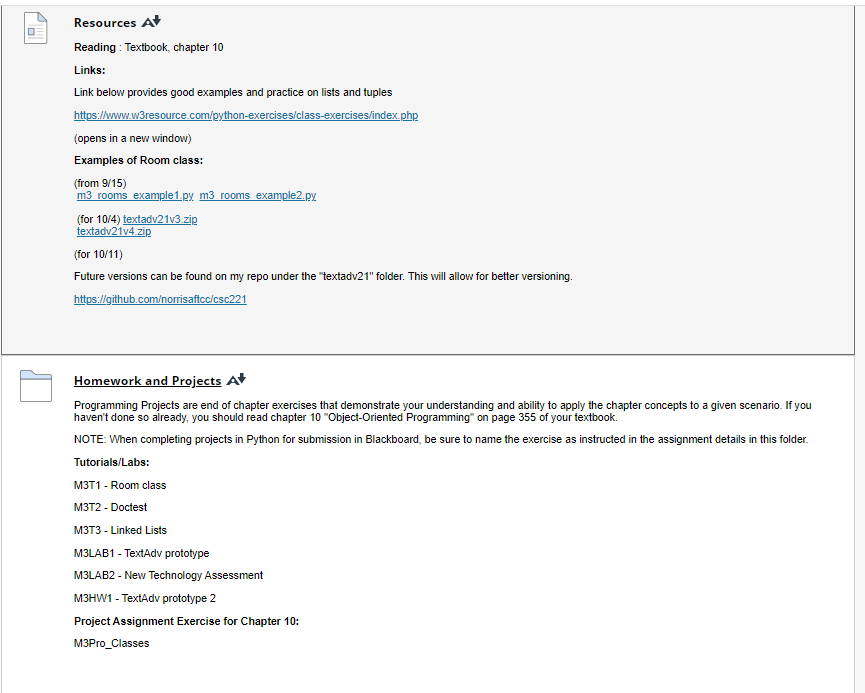 Resources
Reading : Textbook, chapter 10
Links:
Link below provides good examples and practice on lists and tuples
https://www.w3resource.com/python-exercises/class-exercises/index.php
(opens in a new window)
Examples of Room class:
(from 9/15)
m3_rooms_example1.py m3_rooms_example2.py
(for 10/4) textadv21v3.zip
textadv21v4.zip
(for 10/11)
Future versions can be found on my repo under the "textadv21" folder. This will allow for better versioning.
https://github.com/norrisaftcc/csc221
Homework and Projects
Programming Projects are end of chapter exercises that demonstrate your understanding and ability to apply the chapter concepts to a given scenario. If you
haven't done so already, you should read chapter 10 "Object-Oriented Programming" on page 355 of your textbook.
NOTE: When completing projects in Python for submission in Blackboard, be sure to name the exercise as instructed in the assignment details in this folder.
Tutorials/Labs:
M3T1 - Room class
M3T2 - Doctest
M3T3 - Linked Lists
M3LAB1 - TextAdv prototype
M3LAB2 - New Technology Assessment
M3HW1 - TextAdv prototype 2
Project Assignment Exercise for Chapter 10:
M3Pro_Classes